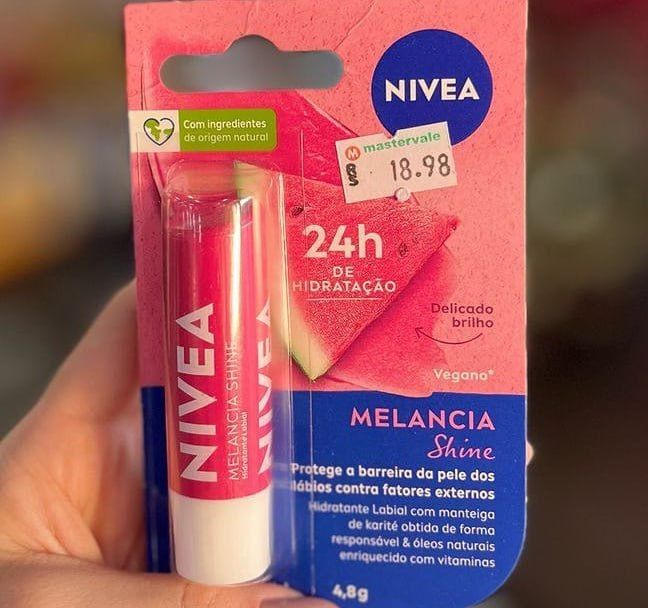 NIVEA
Com ingredientes
de origem natural
mastervale
R$ 18.98
24h
DE
HIDRATAÇÃO
Delicado
brilho
Vegano*
NIVEA
MELANCIA SHINE
Hidratante Labial
NIVEA
MELANCIA
Shine
Protege a barreira da pele dos
lábios contra fatores externos
Hidratante Labial com manteiga
de karité obtida de forma
responsável & óleos naturais
enriquecido com vitaminas
4,8g